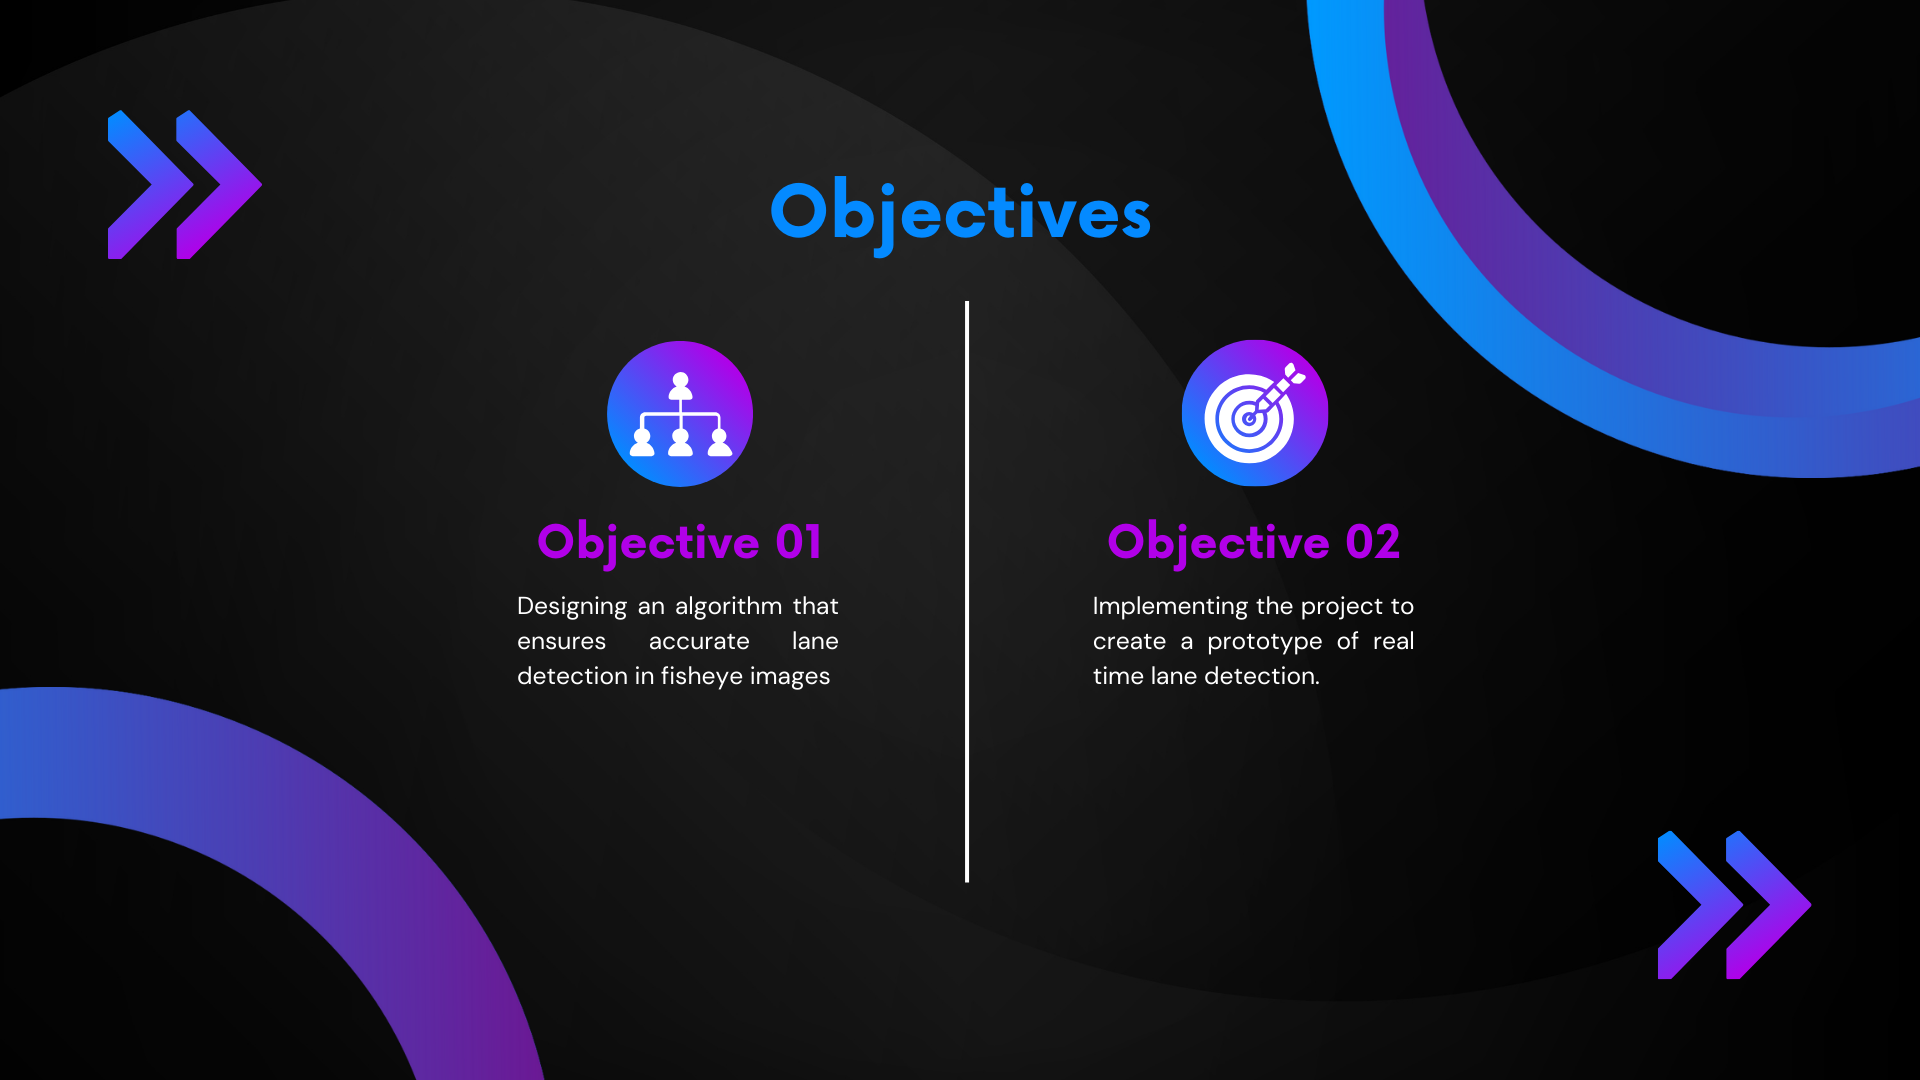 Objectives
Objective 01
Designing an algorithm that
ensures accurate lane
detection in fisheye images
Objective 02
Implementing the project to
create a prototype of real
time lane detection.